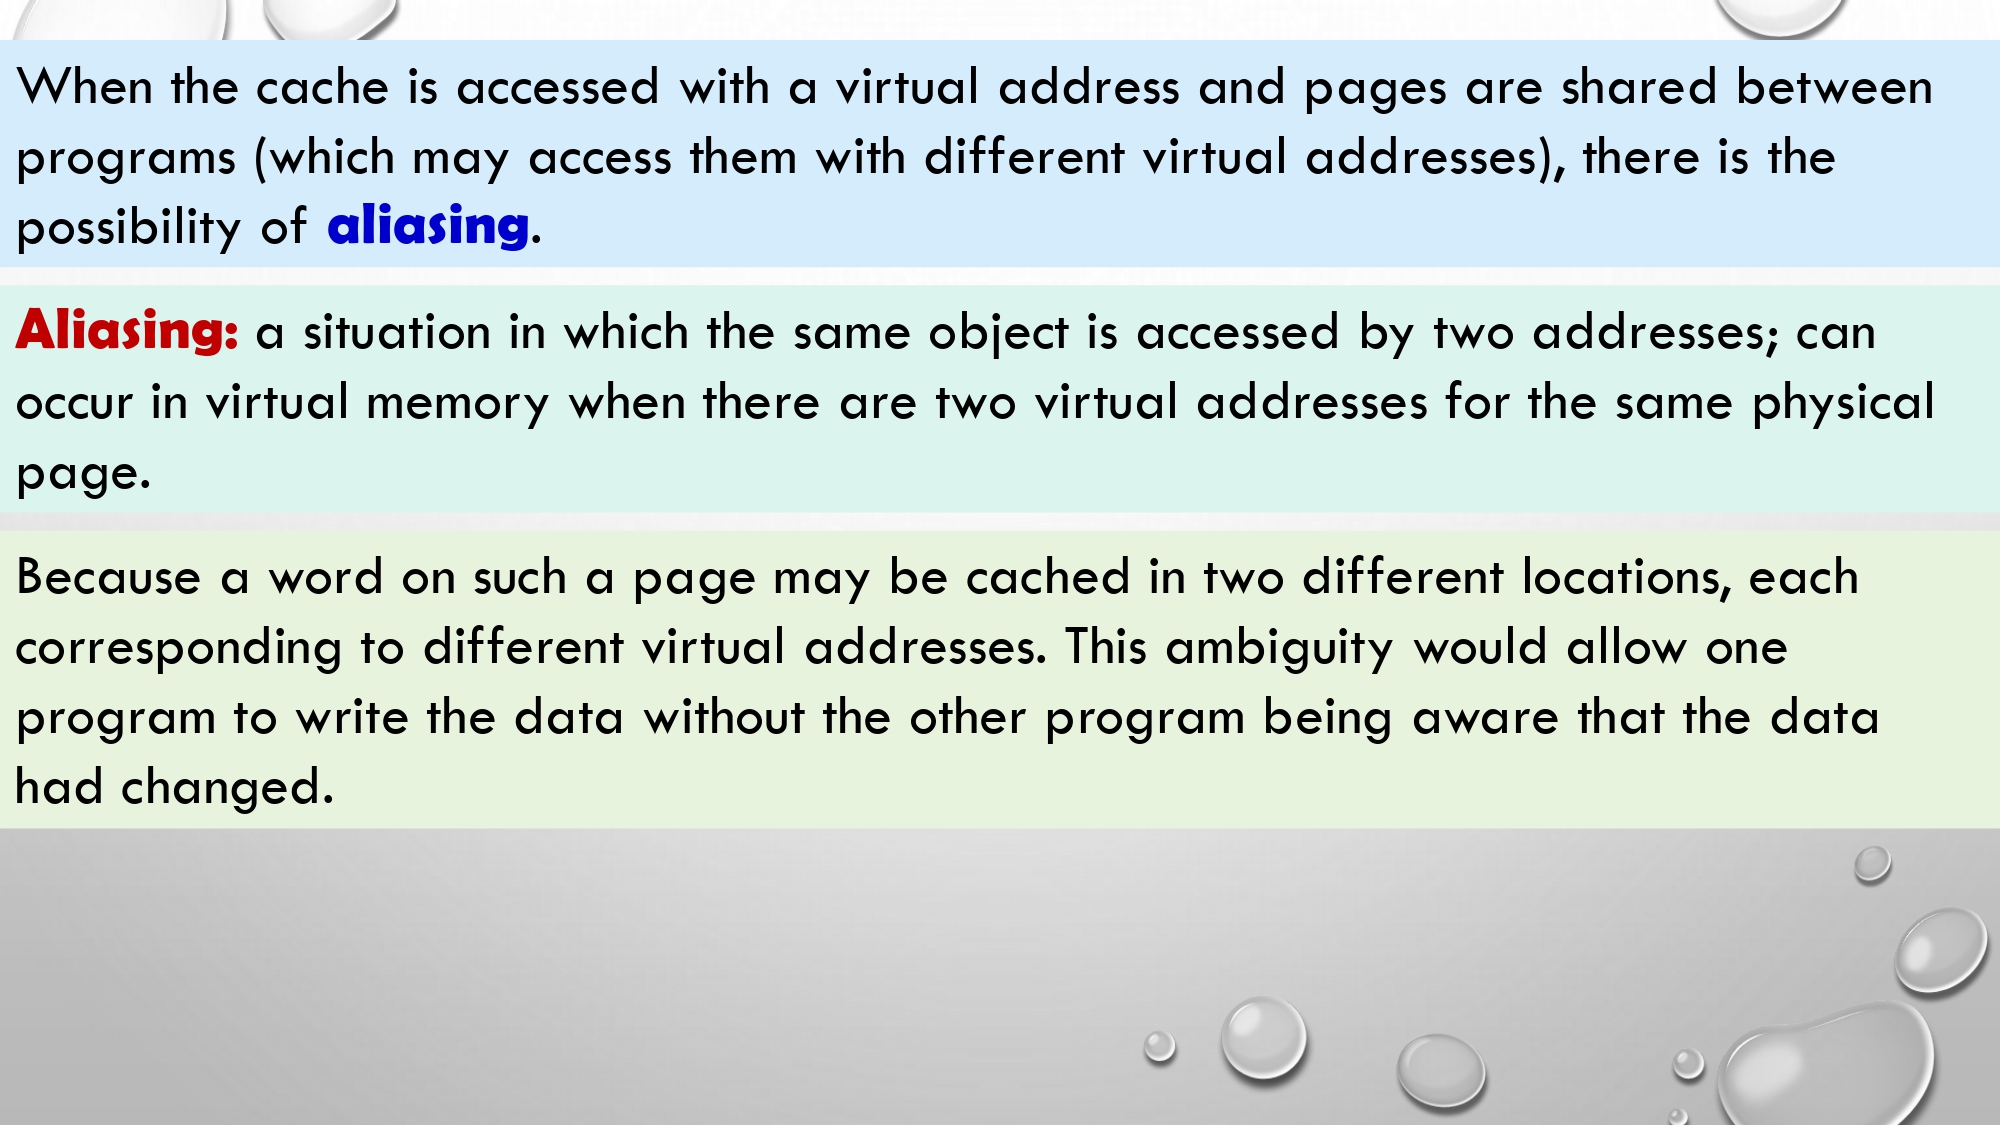 When the cache is accessed with a virtual address and pages are shared between
programs (which may access them with different virtual addresses), there is the
possibility of aliasing.
Aliasing: a situation in which the same object is accessed by two addresses; can
occur in virtual memory when there are two virtual addresses for the same physical
page.
Because a word on such a page may be cached in two different locations, each
corresponding to different virtual addresses. This ambiguity would allow one
program to write the data without the other program being aware that the data
had changed.